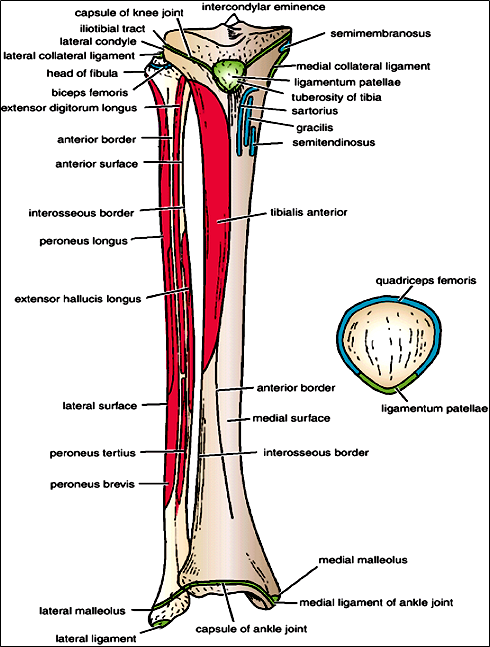 intercondylar eminence
capsule of knee joint
iliotibial tract
lateral condyle
lateral collateral ligament
head of fibula
biceps femoris
extensor digitorum longus
anterior border
anterior surface
interosseous border
peroneus longus
extensor hallucis longus
lateral surface
peroneus tertius
peroneus brevis
lateral malleolus
lateral ligament
semimembranosus
medial collateral ligament
ligamentum patellae
tuberosity of tibia
sartorius
gracilis
semitendinosus
tibialis anterior
anterior border
medial surface
interosseous border
medial malleolus
medial ligament of ankle joint
capsule of ankle joint
quadriceps femoris
ligamentum patellae